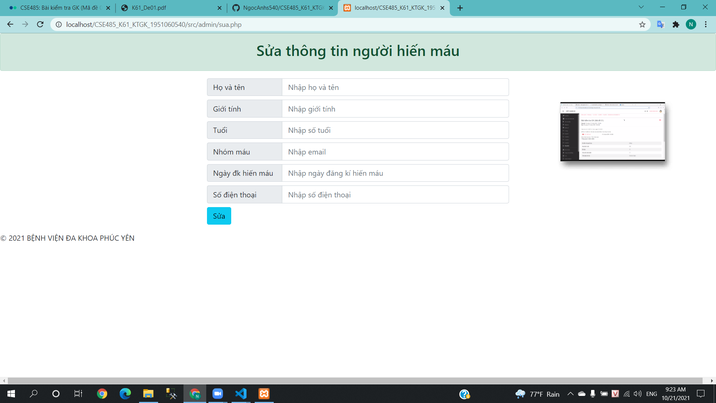 CSE485: Bài kiểm tra GK (Mã đề
K61_De01.pdf
NgocAnhs540/CSE485_K61_KTG
localhost/CSE485_K61_KTGK_195
localhost/CSE485_K61_KTGK_1951060540/src/admin/sua.php
N
Sửa thông tin người hiến máu
Họ và tên Nhập họ và tên
Giới tính Nhập giới tính
Tuổi Nhập số tuổi
Nhóm máu Nhập email
Ngày đk hiến máu Nhập ngày đăng kí hiến máu
Số điện thoại Nhập số điện thoại
Sửa
© 2021 BỆNH VIỆN ĐA KHOA PHÚC YÊN
77°F Rain
V
ENG
9:23 AM
10/21/2021